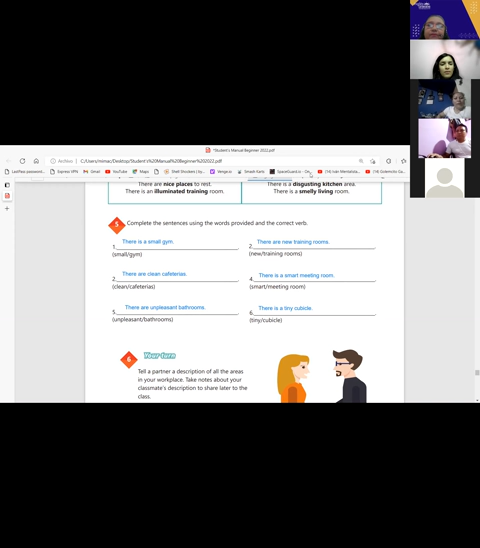 *Student's Manual Beginner 2022.pdf
Archivo C:/Users/mimac/Desktop/Student's%20Manual%20Beginner%202022.pdf
LastPass password... Express VPN Gmail YouTube Maps
There are nice places to rest. There is a disgusting kitchen area.
There is an illuminated training room. There is a smelly living room.
5 Complete the sentences using the words provided and the correct verb.
1. There is a small gym. 2. There are new training rooms.
(small/gym) (new/training rooms)
2. There are clean cafeterias. 4. There is a smart meeting room.
(clean/cafeterias) (smart/meeting room)
5. There are unpleasant bathrooms. 6. There is a tiny cubicle.
(unpleasant/bathrooms) (tiny/cubicle)
6 Your turn
Tell a partner a description of all the areas
in your workplace. Take notes about your
classmate's description to share later to the
class.